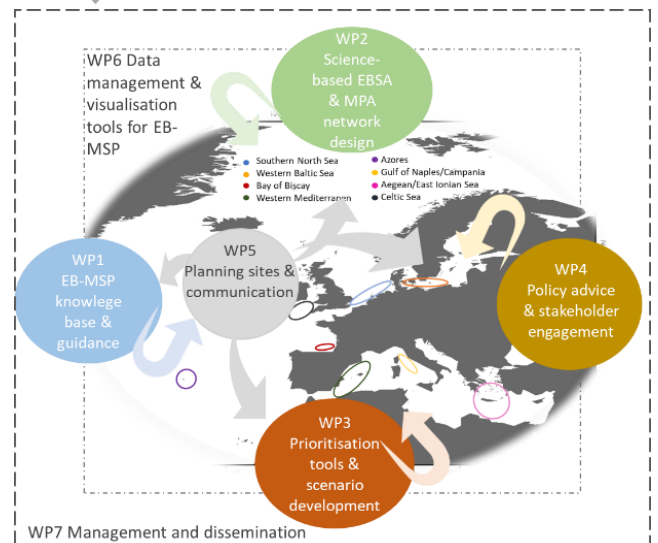 WP6 Data
management &
visualisation
tools for EB-
MSP
WP2
Science-
based EBSA
& MPA
network
design
Southern North Sea
Western Baltic Sea
Bay of Biscay
Western Mediterranen
Azores
Gulf of Naples/Campania
Aegean/East Ionian Sea
Celtic Sea
WP1
EB-MSP
knowlege
base &
guidance
WP5
Planning sites &
communication
WP4
Policy advice
& stakeholder
engagement
WP3
Prioritisation
tools &
scenario
development
WP7 Management and dissemination